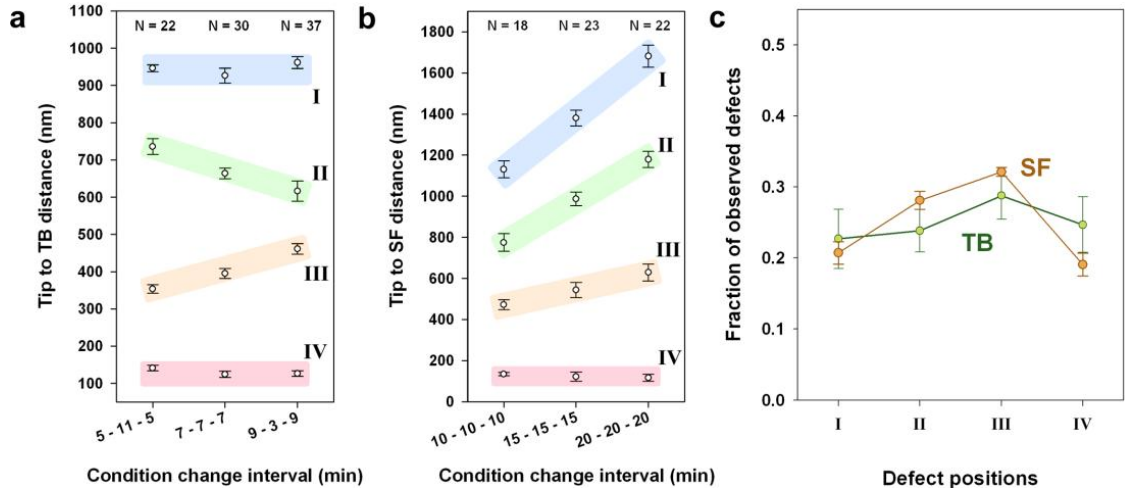 a
N = 22 N = 30 N = 37
Tip to TB distance (nm)
1100
1000
900
800
700
600
500
400
300
200
100
I
II
III
IV
5 - 11 - 5
7 - 7 - 7
9 - 3 - 9
Condition change interval (min)
b
N = 18 N = 23 N = 22
Tip to SF distance (nm)
1800
1600
1400
1200
1000
800
600
400
200
0
I
II
III
IV
10 - 10 - 10
15 - 15 - 15
20 - 20 - 20
Condition change interval (min)
c
Fraction of observed defects
0.5
0.4
0.3
0.2
0.1
0.0
SF
TB
I II III IV
Defect positions